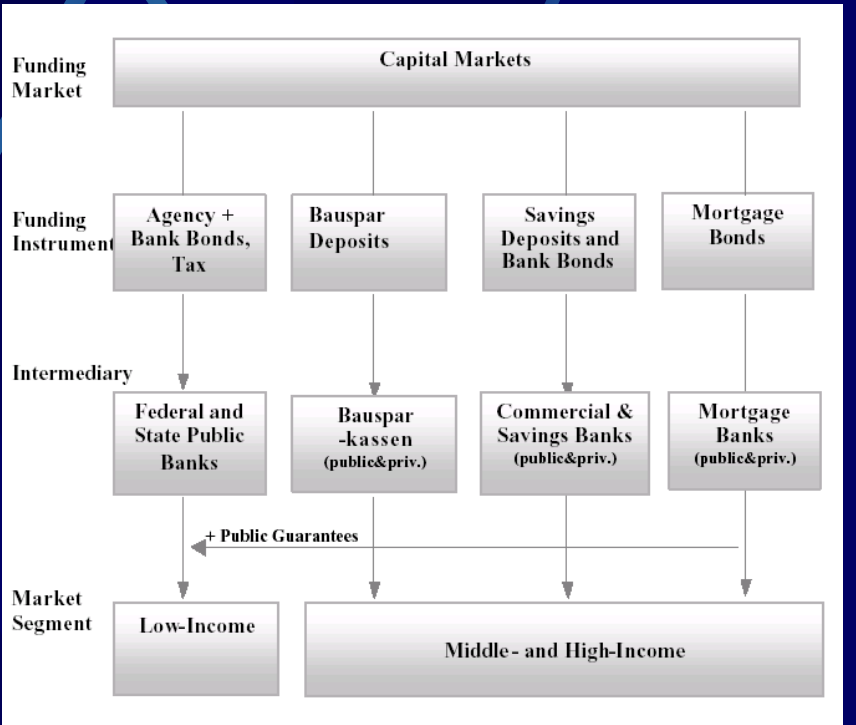 Funding
Market
Capital Markets
Funding
Instrument
Agency +
Bank Bonds,
Tax
Bauspar
Deposits
Savings
Deposits and
Bank Bonds
Mortgage
Bonds
Intermediary
Federal and
State Public
Banks
Bauspar
-kassen
(public&priv.)
Commercial &
Savings Banks
(public&priv.)
Mortgage
Banks
(public&priv.)
+ Public Guarantees
Market
Segment
Low-Income
Middle- and High-Income